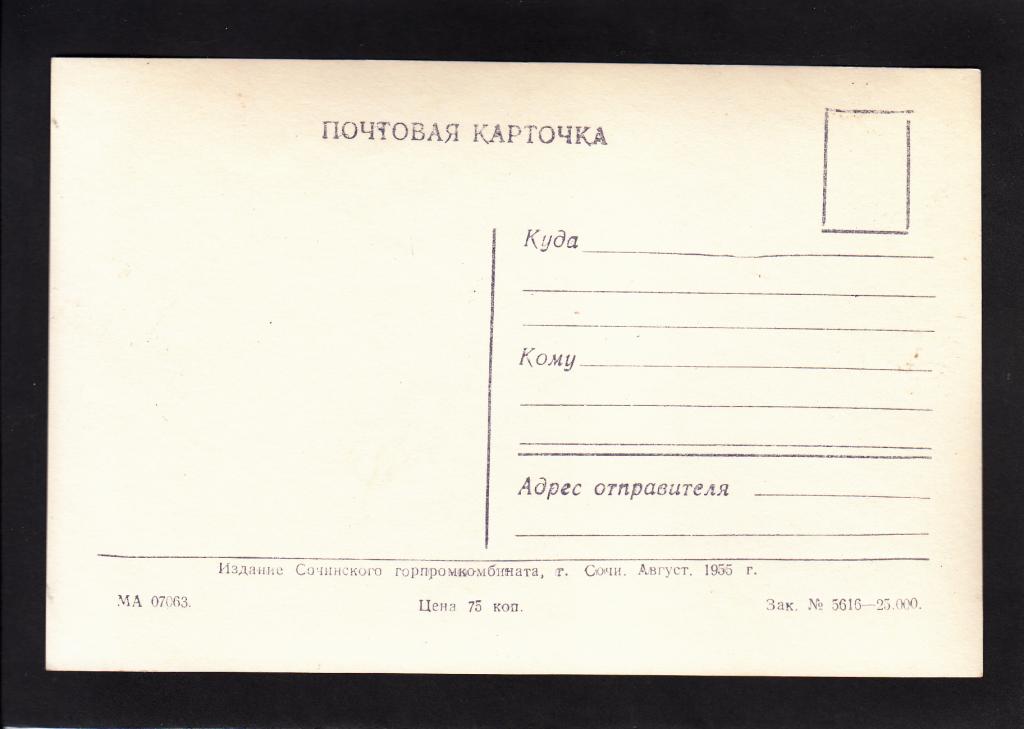 ПОЧТОВАЯ КАРТОЧКА
Куда
Кому
Адрес отправителя
Издание Сочинского горпромкомбината, г. Сочи. Август. 1955 г.
МА 07063.
Цена 75 коп.
Зак. № 5616—25.000.